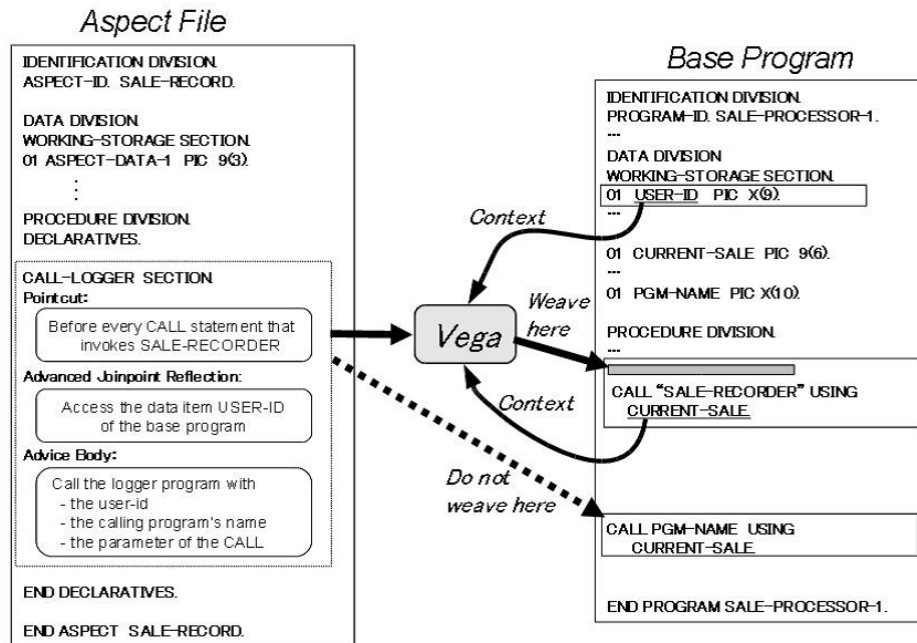 Aspect File
IDENTIFICATION DIVISION.
ASPECT-ID. SALE-RECORD.
DATA DIVISION.
WORKING-STORAGE SECTION.
01 ASPECT-DATA-1 PIC 9(3).
:
PROCEDURE DIVISION.
DECLARATIVES.
CALL-LOGGER SECTION.
Pointcut:
Before every CALL statement that
invokes SALE-RECORDER
Advanced Joinpoint Reflection:
Access the data item USER-ID
of the base program
Advice Body:
Call the logger program with
- the user-id
- the calling program's name
- the parameter of the CALL
END DECLARATIVES.
END ASPECT SALE-RECORD.
Context
Vega
Weave
here
Context
Do not
weave here
Base Program
IDENTIFICATION DIVISION.
PROGRAM-ID. SALE-PROCESSOR-1.
---
DATA DIVISION
WORKING-STORAGE SECTION.
01 USER-ID PIC X(9).
---
01 CURRENT-SALE PIC 9(6).
---
01 PGM-NAME PIC X(10).
PROCEDURE DIVISION.
---
CALL "SALE-RECORDER" USING
CURRENT-SALE.
CALL PGM-NAME USING
CURRENT-SALE.
END PROGRAM SALE-PROCESSOR-1.